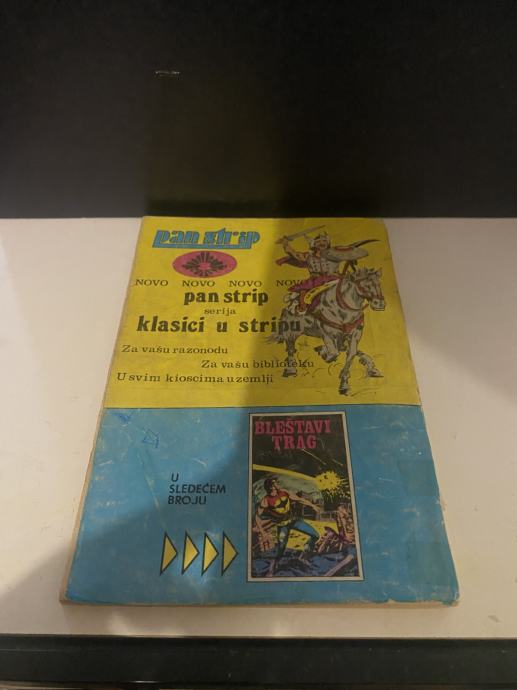 pan strip
NOVO NOVO NOVO NOVO
pan strip
serija
klasici u stripu
Za vašu razonodu
Za vašu biblioteku
U svim kioscima u zemlji
BLEŠTAVI
TRAG
U
SLEDEĆEM
BROJU